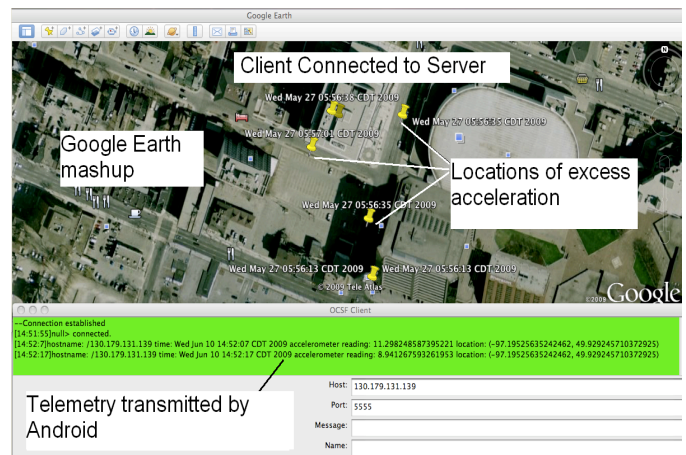 Google Earth
N
Client Connected to Server
Wed May 27 05:56:38 CDT 2009
Wed May 27 05:56:35 CDT 2009
Wed May 27 05:57:01 CDT 2009
Google Earth
mashup
Locations of excess
acceleration
Wed May 27 05:56:35 CDT 2009
Wed May 27 05:56:13 CDT 2009
Wed May 27 05:56:13 CDT 2009
©2009 Tele Atlas
©2009 Google
OCSF Client
--Connection established
[14:51:55]null> connected.
[14:52:7]hostname: /130.179.131.139 time: Wed Jun 10 14:52:07 CDT 2009 accelerometer reading: 11.298248587395221 location: (-97.19525635242462, 49.929245710372925)
[14:52:17]hostname: /130.179.131.139 time: Wed Jun 10 14:52:17 CDT 2009 accelerometer reading: 8.941267593261953 location: (-97.19525635242462, 49.929245710372925)
Telemetry transmitted by
Android
Host: 130.179.131.139
Port: 5555
Message:
Name: